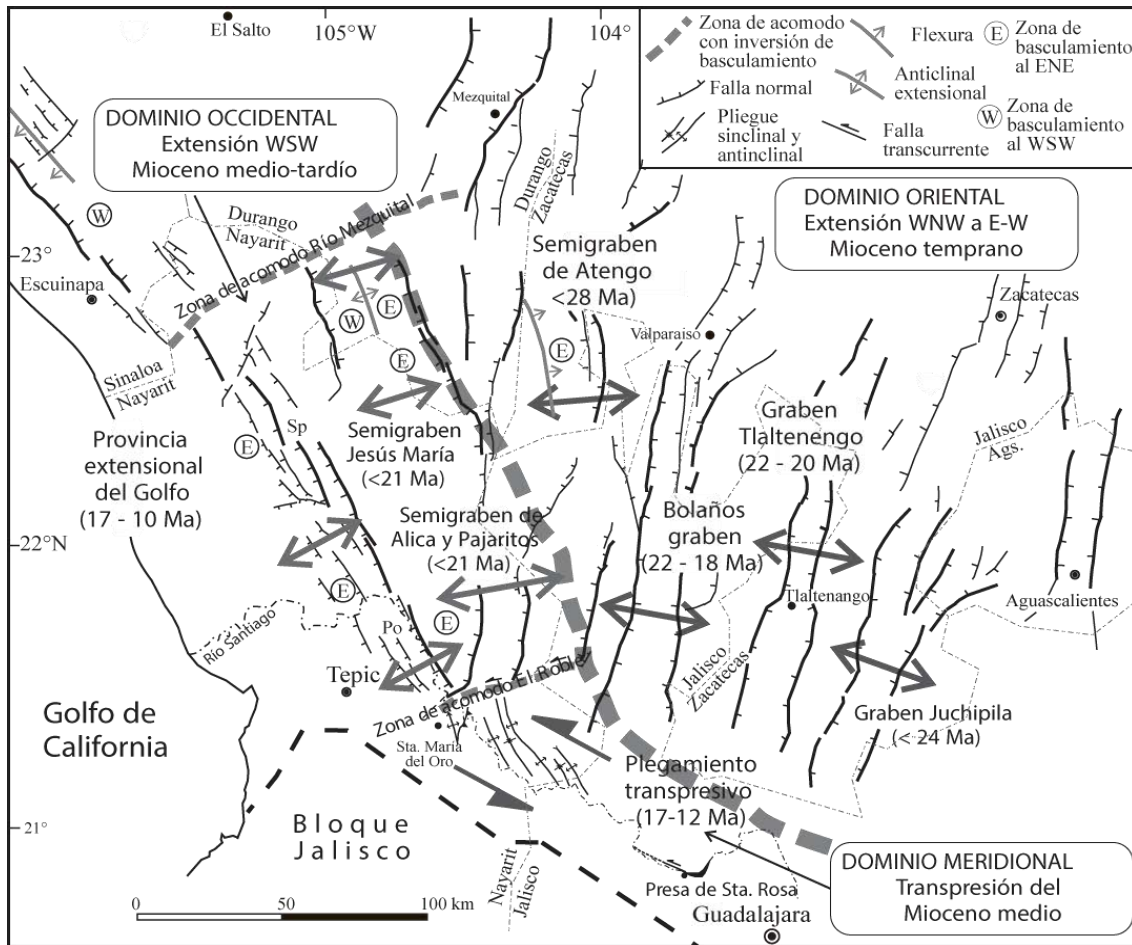 El Salto
105°W
104°
Zona de acomodo
con inversión de
basculamiento
Flexura
E
Zona de
basculamiento
al ENE
Falla normal
Anticlinal
extensional
Pliegue
sinclinal y
antinclinal
Falla
transcurrente
W
Zona de
basculamiento
al WSW
Mezquital
DOMINIO OCCIDENTAL
Extensión WSW
Mioceno medio-tardío
DOMINIO ORIENTAL
Extensión WNW a E-W
Mioceno temprano
Durango
Zacatecas
W
Durango
Nayarit
Zona de acomodo Río Mezquital
23°
Escuinapa
Semigraben
de Atengo
<28 Ma)
Zacatecas
E
W
E
E
Valparaiso
Sinaloa
Nayarit
Sp
E
Provincia
extensional
del Golfo
(17 - 10 Ma)
Semigraben
Jesús María
(<21 Ma)
Graben
Tlaltenengo
(22 - 20 Ma)
Jalisco
Ags.
Semigraben de
Alica y Pajaritos
(<21 Ma)
Bolaños
graben
(22 - 18 Ma)
22°N
E
Tlaltenango
Aguascalientes
Río Santiago
Po
E
Tepic
Zona de acomodo El Roble
Jalisco
Zacatecas
Golfo de
California
Sta. María
del Oro
Graben Juchipila
(< 24 Ma)
Plegamiento
transpresivo
(17-12 Ma)
21°
Bloque
Jalisco
Nayarit
Jalisco
Presa de Sta. Rosa
Guadalajara
DOMINIO MERIDIONAL
Transpresión del
Mioceno medio
0
50
100 km